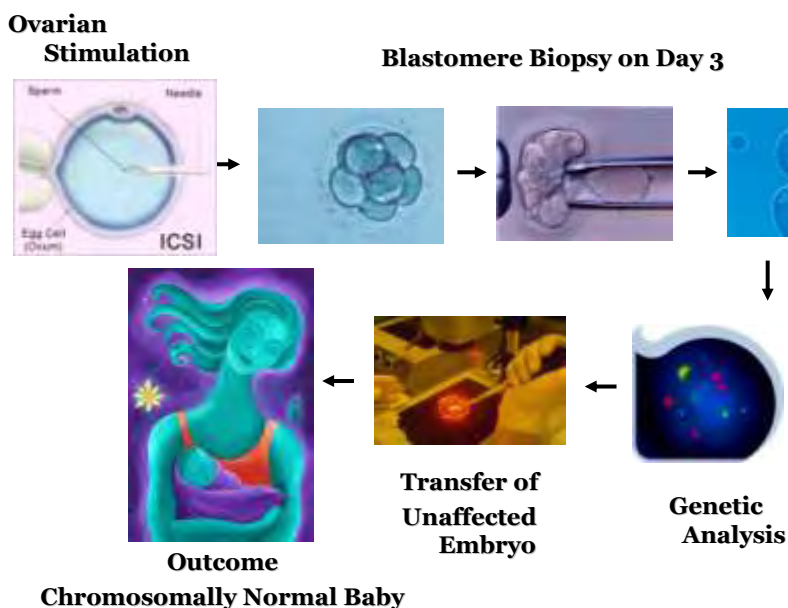 Ovarian
Stimulation
Blastomere Biopsy on Day 3
Sperm
Needle
Egg Cell
(Ovum)
ICSI
Transfer of
Unaffected
Embryo
Genetic
Analysis
Outcome
Chromosomally Normal Baby